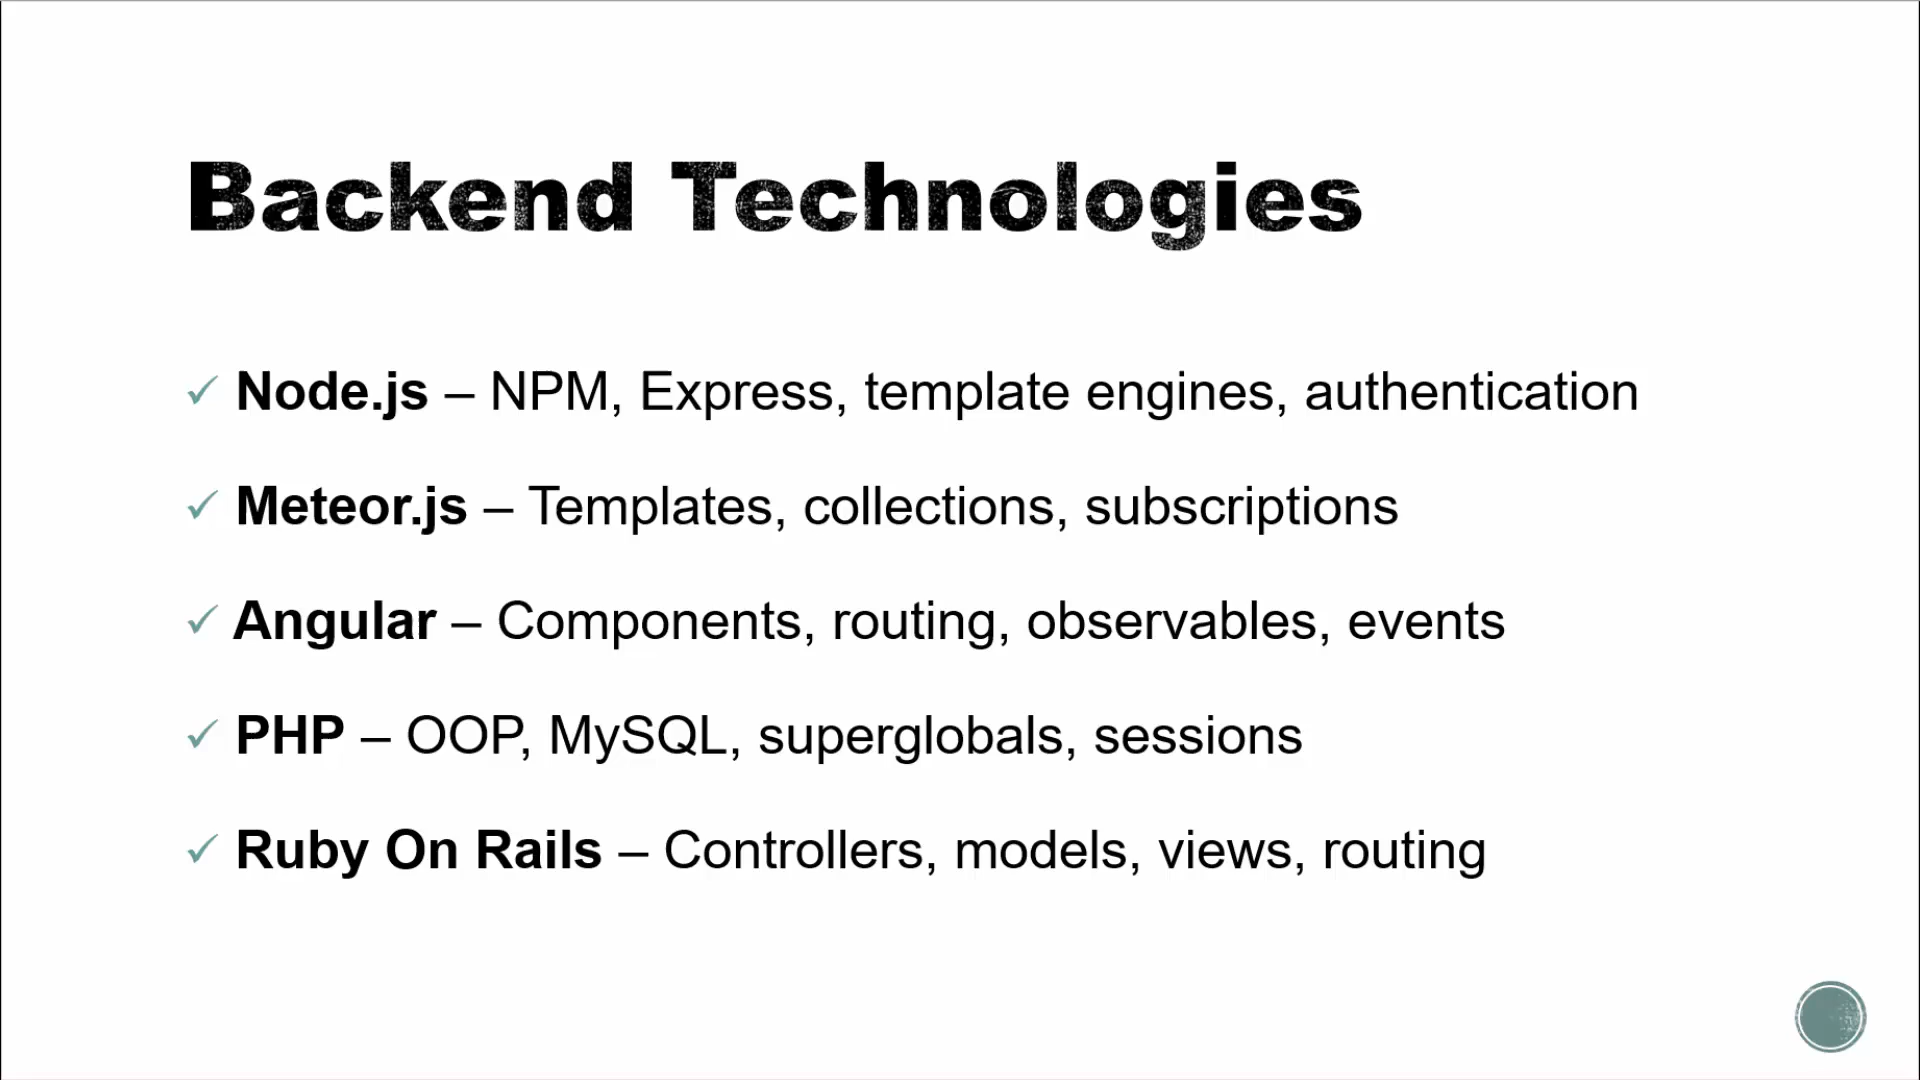 Backend Technologies
✓ Node.js – NPM, Express, template engines, authentication
✓ Meteor.js – Templates, collections, subscriptions
✓ Angular – Components, routing, observables, events
✓ PHP – OOP, MySQL, superglobals, sessions
✓ Ruby On Rails – Controllers, models, views, routing